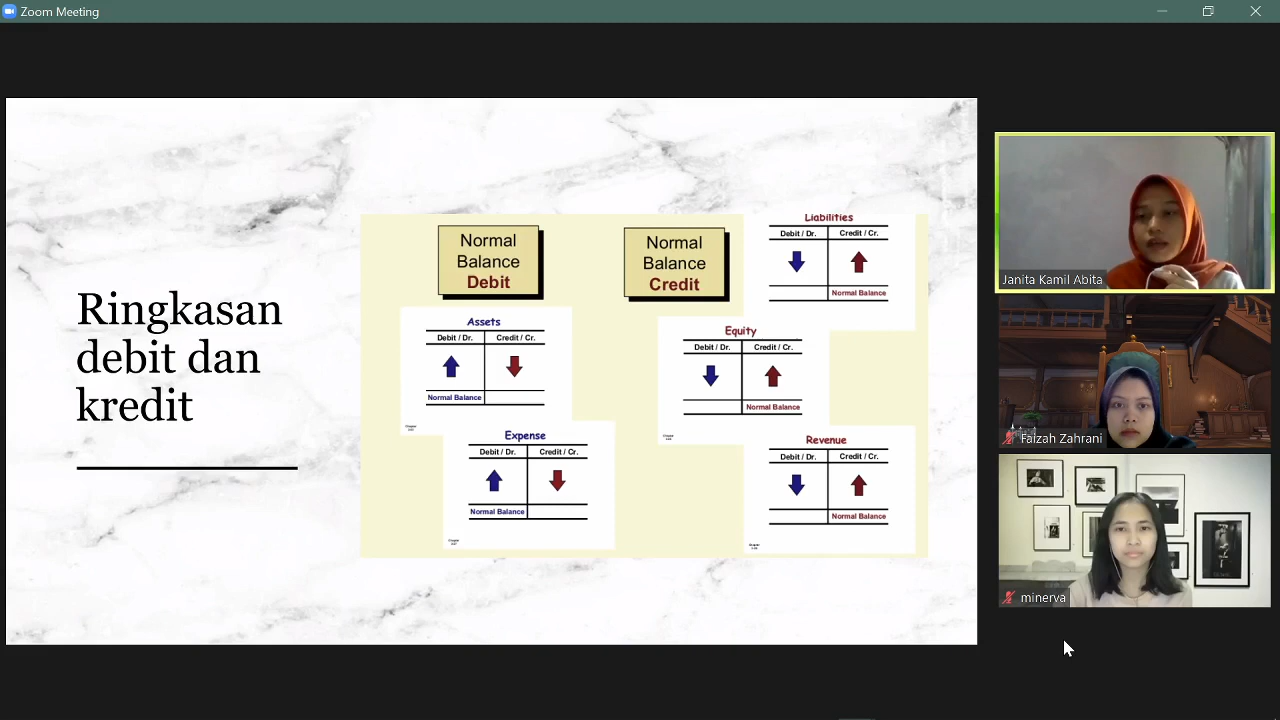 Zoom Meeting
Ringkasan
debit dan
kredit
Normal
Balance
Debit
Normal
Balance
Credit
Liabilities
Debit / Dr. Credit / Cr.
Normal Balance
Assets
Debit / Dr. Credit / Cr.
Normal Balance
Equity
Debit / Dr. Credit / Cr.
Normal Balance
Expense
Debit / Dr. Credit / Cr.
Normal Balance
Revenue
Debit / Dr. Credit / Cr.
Normal Balance
Janita Kamil Abita
Faizah Zahrani
minerva